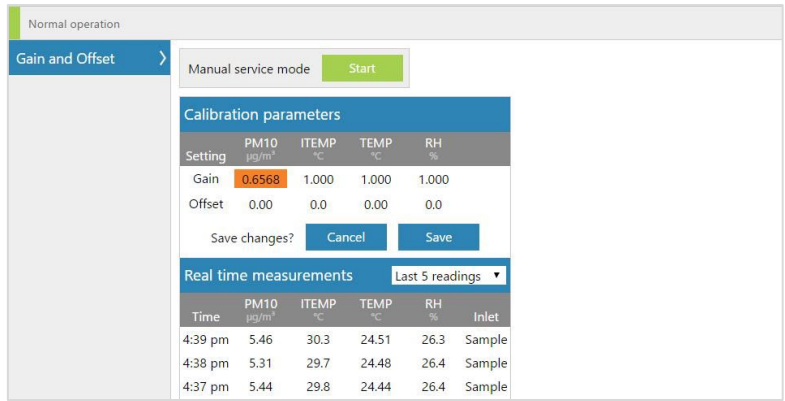 Normal operation
Gain and Offset
Manual service mode Start
Calibration parameters
Setting PM10 ITEMP TEMP RH
µg/m³ °C °C %
Gain 0.6568 1.000 1.000 1.000
Offset 0.00 0.0 0.00 0.0
Save changes? Cancel Save
Real time measurements Last 5 readings ▼
Time PM10 ITEMP TEMP RH Inlet
µg/m³ °C °C %
4:39 pm 5.46 30.3 24.51 26.3 Sample
4:38 pm 5.31 29.7 24.48 26.4 Sample
4:37 pm 5.44 29.8 24.44 26.4 Sample